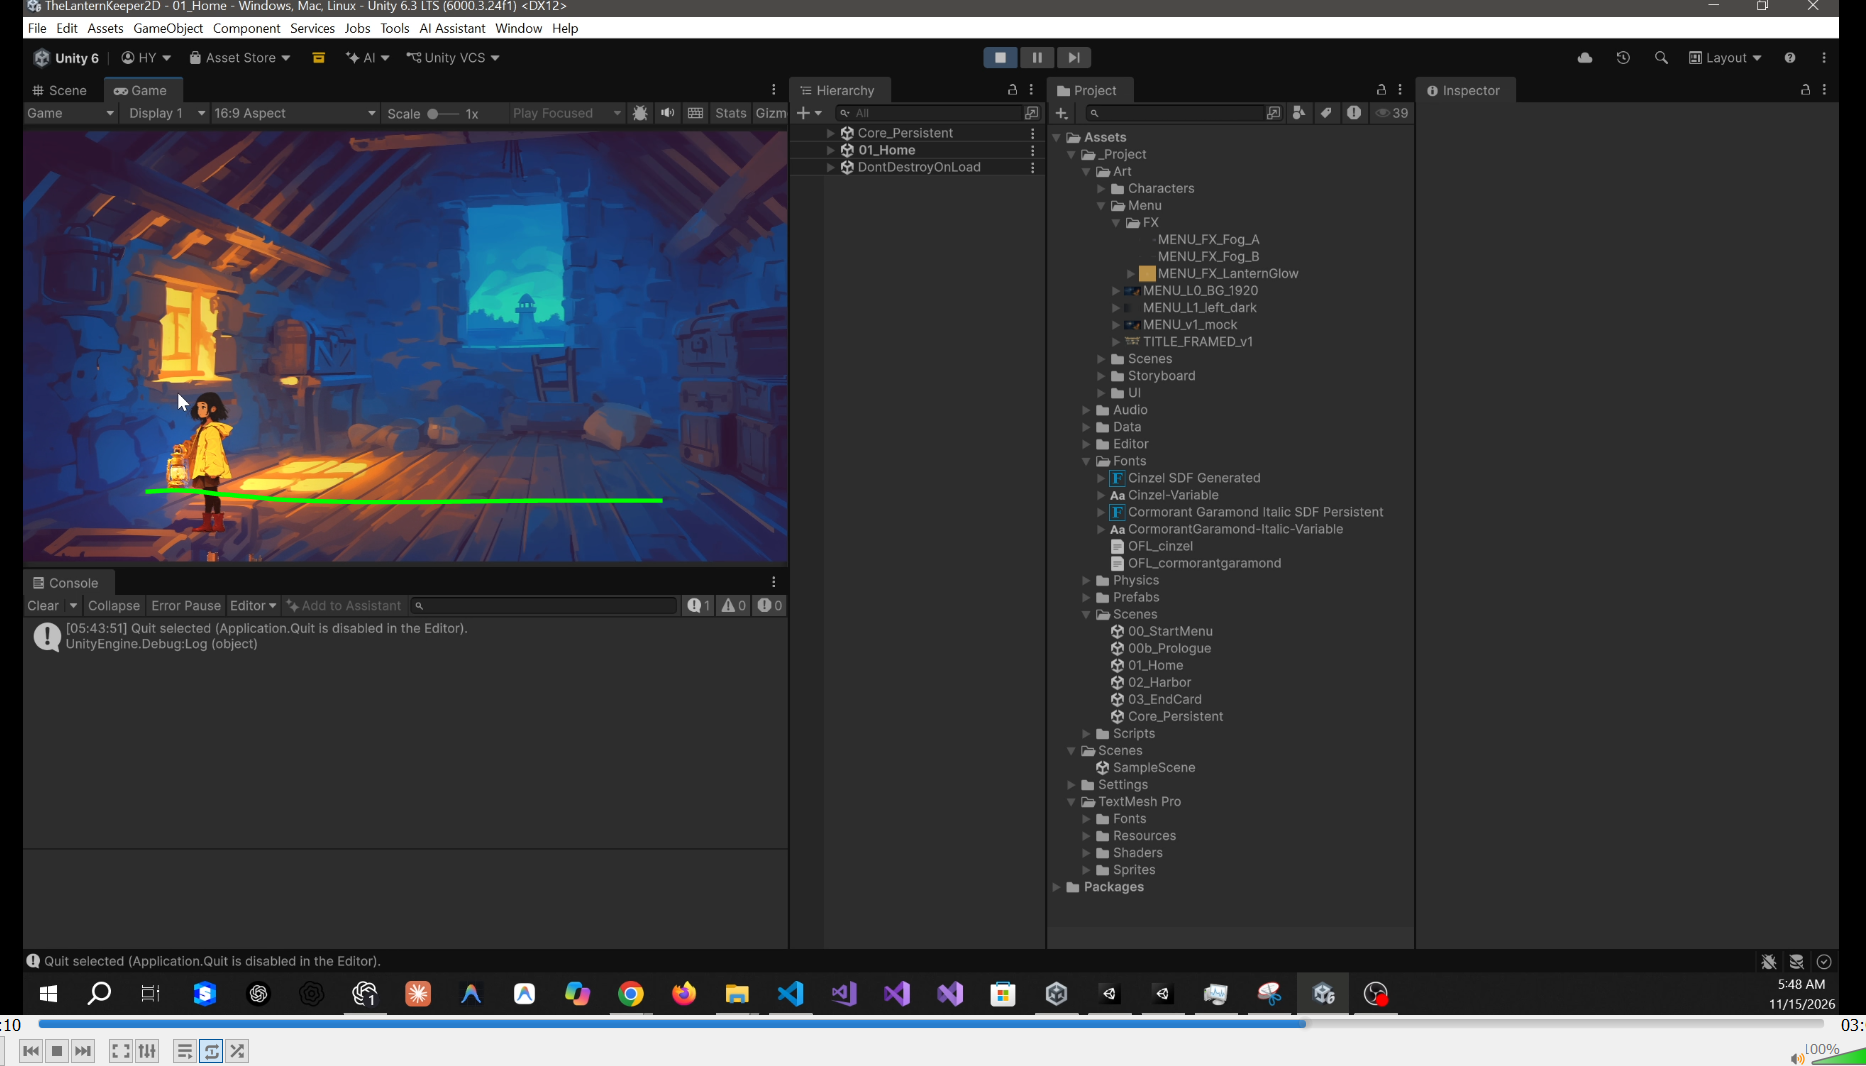 TheLanternKeeper2D - 01_Home - Windows, Mac, Linux - Unity 6.3 LTS (6000.3.24f1) <DX12>
File Edit Assets GameObject Component Services Jobs Tools AI Assistant Window Help
Unity 6 HY Asset Store AI Unity VCS Layout
Scene Game Hierarchy Project Inspector
Game Display 1 16:9 Aspect Scale 1x Play Focused Stats Gizm All 39
Core_Persistent
01_Home
DontDestroyOnLoad
Assets
_Project
Art
Characters
Menu
FX
MENU_FX_Fog_A
MENU_FX_Fog_B
MENU_FX_LanternGlow
MENU_L0_BG_1920
MENU_L1_left_dark
MENU_v1_mock
TITLE_FRAMED_v1
Scenes
Storyboard
UI
Audio
Data
Editor
Fonts
Cinzel SDF Generated
Cinzel-Variable
Cormorant Garamond Italic SDF Persistent
CormorantGaramond-Italic-Variable
OFL_cinzel
OFL_cormorantgaramond
Physics
Prefabs
Scenes
00_StartMenu
00b_Prologue
01_Home
02_Harbor
03_EndCard
Core_Persistent
Scripts
Scenes
SampleScene
Settings
TextMesh Pro
Fonts
Resources
Shaders
Sprites
Packages
Console
Clear Collapse Error Pause Editor Add to Assistant 1 0 0
[05:43:51] Quit selected (Application.Quit is disabled in the Editor).
UnityEngine.Debug:Log (object)
Quit selected (Application.Quit is disabled in the Editor).
5:48 AM
11/15/2026
:10 03:
100%